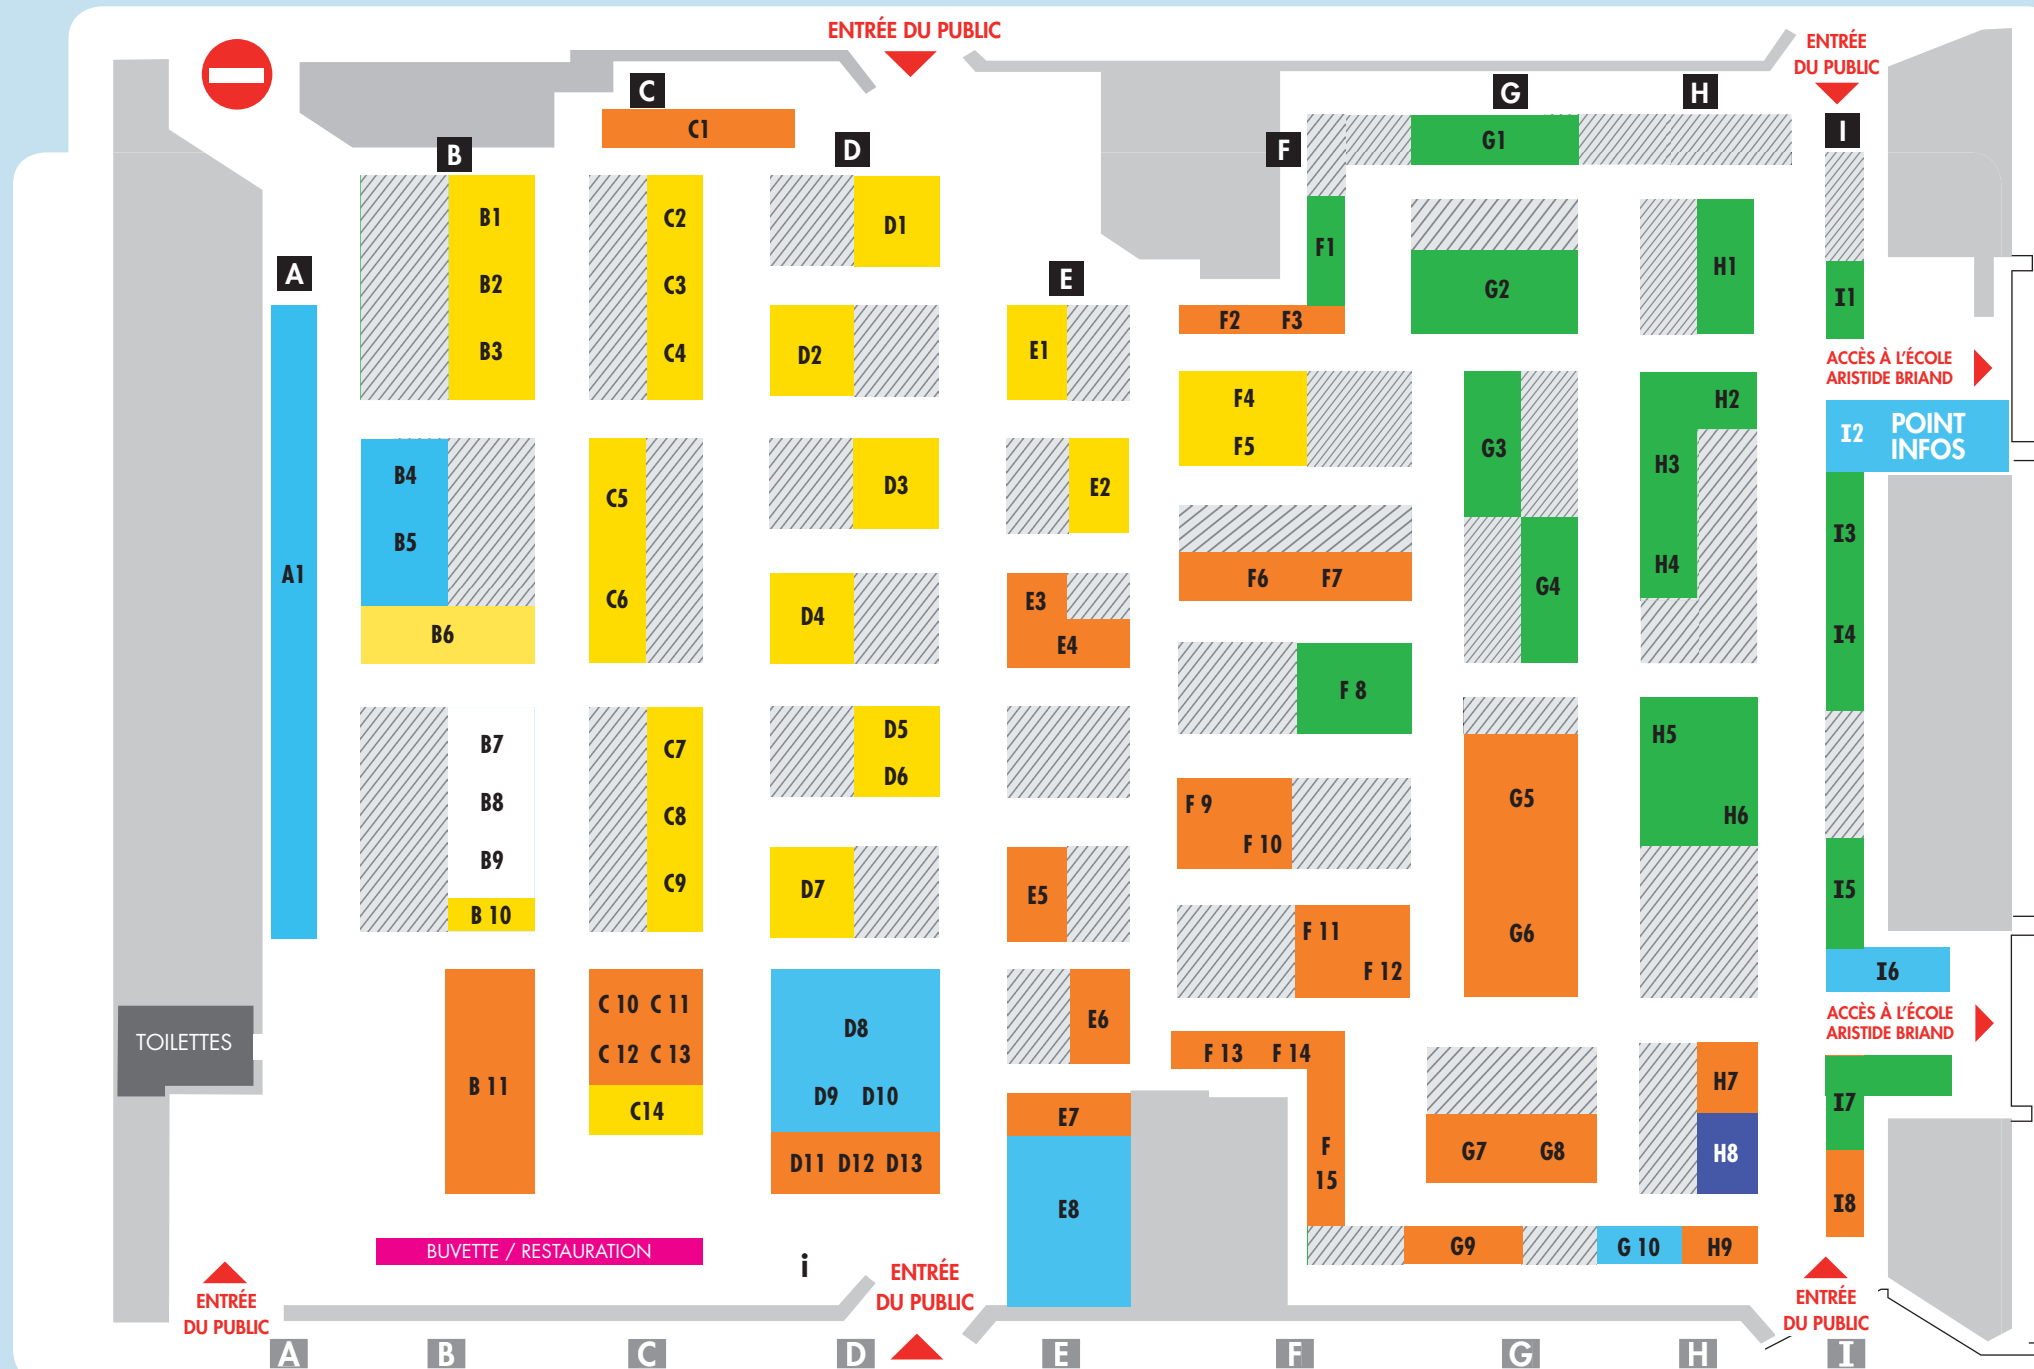 ENTRÉE DU PUBLIC
ENTRÉE
DU PUBLIC
C
G
H
C1
I
G1
B
D
F
B1
C2
D1
F1
H1
A
E
B2
C3
G2
I1
F2 F3
B3
C4
D2
E1
ACCÈS À L'ÉCOLE
ARISTIDE BRIAND
F4
H2
F5
I2 POINT
INFOS
B4
C5
D3
E2
G3
H3
B5
I3
A1
H4
F6 F7
G4
C6
E3
D4
B6
E4
I4
F 8
B7
C7
D5
H5
D6
B8
C8
F 9
G5
H6
F 10
B9
C9
D7
E5
I5
B 10
F 11
G6
F 12
I6
C 10 C 11
D8
E6
ACCÈS À L'ÉCOLE
ARISTIDE BRIAND
TOILETTES
C 12 C 13
F 13 F 14
B 11
D9 D10
H7
C14
E7
I7
D11 D12 D13
F
15
G7 G8
H8
E8
I8
BUVETTE / RESTAURATION
G9
G 10
H9
i
ENTRÉE
DU PUBLIC
ENTRÉE
DU PUBLIC
ENTRÉE
DU PUBLIC
A
B
C
D
E
F
G
H
I